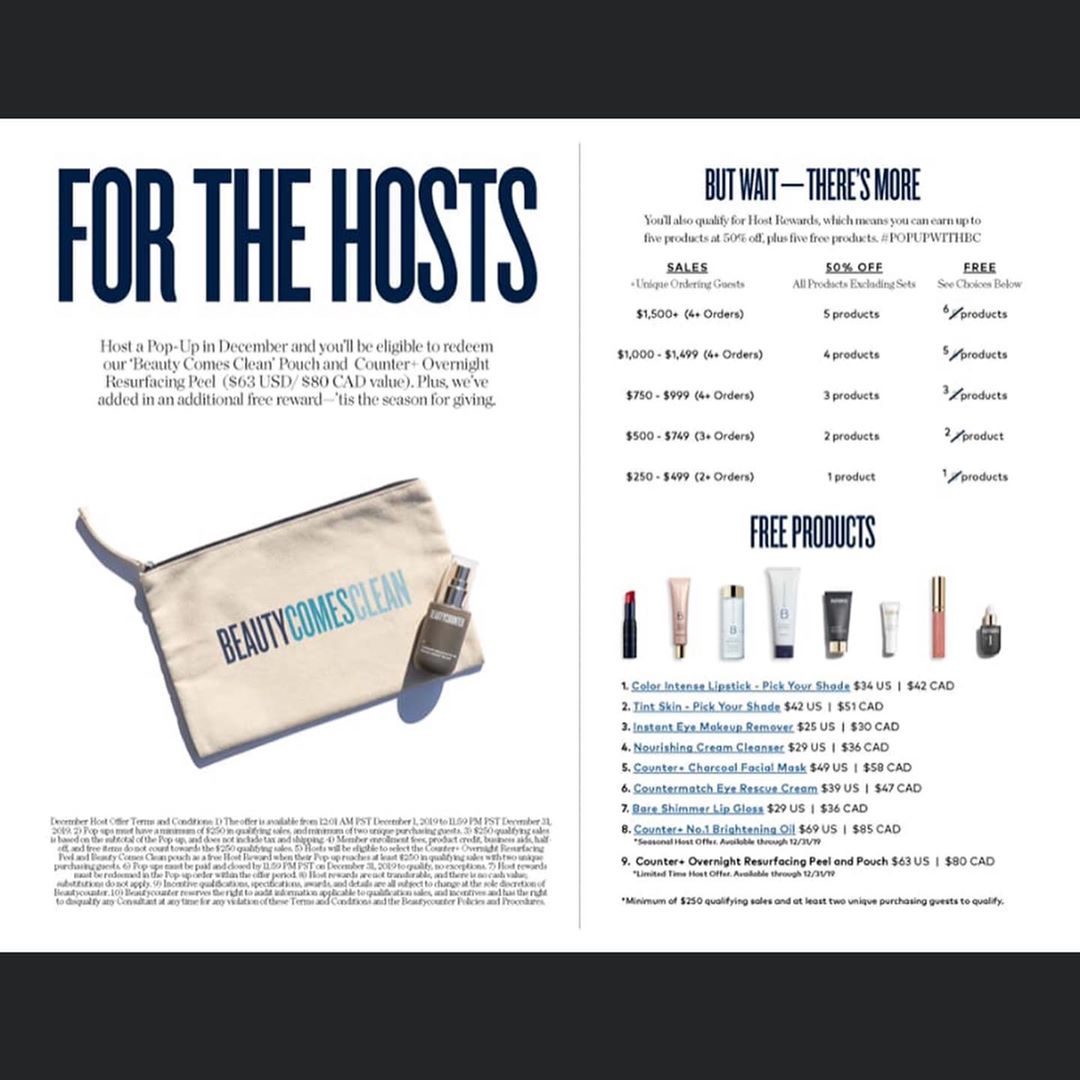 FOR THE HOSTS
Host a Pop-Up in December and you'll be eligible to redeem
our 'Beauty Comes Clean' Pouch and Counter+ Overnight
Resurfacing Peel ($63 USD/ $80 CAD value). Plus, we've
added in an additional free reward—'tis the season for giving.
BEAUTYCOMESCLEAN
BEAUTYCOUNTER
December Host Offer Terms and Conditions: 1) The offer is available from 12:01 AM PST December 1, 2019 to 11:59 PM PST December 31,
2019. 2) Pop-ups must have a minimum of $250 in qualifying sales, and minimum of two unique purchasing guests. 3) $250 qualifying sales
is based on the subtotal of the Pop-up, and does not include tax and shipping. 4) Member enrollment fees, product credit, business aids, half-
off, and free items do not count towards the $250 qualifying sales. 5) Hosts will be eligible to select the Counter+ Overnight Resurfacing
Peel and Beauty Comes Clean pouch as a free Host Reward when their Pop-up reaches at least $250 in qualifying sales with two unique
purchasing guests. 6) Pop-ups must be paid and closed by 11:59 PM PST on December 31, 2019 to qualify, no exceptions. 7) Host rewards
must be redeemed in the Pop-up order within the offer period. 8) Host rewards are not transferable, and there is no cash value;
substitutions do not apply. 9) Incentive qualifications, specifications, awards, and details are all subject to change at the sole discretion of
Beautycounter. 10) Beautycounter reserves the right to audit information applicable to qualification sales, and incentives and has the right
to disqualify any Consultant at any time for any violation of these Terms and Conditions and the Beautycounter Policies and Procedures.
BUT WAIT—THERE'S MORE
You'll also qualify for Host Rewards, which means you can earn up to
five products at 50% off, plus five free products. #POPUPWITHBC
SALES 50% OFF FREE
+Unique Ordering Guests All Products Excluding Sets See Choices Below
$1,500+ (4+ Orders) 5 products 6 products
$1,000 - $1,499 (4+ Orders) 4 products 5 products
$750 - $999 (4+ Orders) 3 products 3 products
$500 - $749 (3+ Orders) 2 products 2 product
$250 - $499 (2+ Orders) 1 product 1 products
FREE PRODUCTS
1. Color Intense Lipstick - Pick Your Shade $34 US | $42 CAD
2. Tint Skin - Pick Your Shade $42 US | $51 CAD
3. Instant Eye Makeup Remover $25 US | $30 CAD
4. Nourishing Cream Cleanser $29 US | $36 CAD
5. Counter+ Charcoal Facial Mask $49 US | $58 CAD
6. Countermatch Eye Rescue Cream $39 US | $47 CAD
7. Bare Shimmer Lip Gloss $29 US | $36 CAD
8. Counter+ No.1 Brightening Oil $69 US | $85 CAD
*Seasonal Host Offer. Available through 12/31/19
9. Counter+ Overnight Resurfacing Peel and Pouch $63 US | $80 CAD
*Limited Time Host Offer. Available through 12/31/19
*Minimum of $250 qualifying sales and at least two unique purchasing guests to qualify.